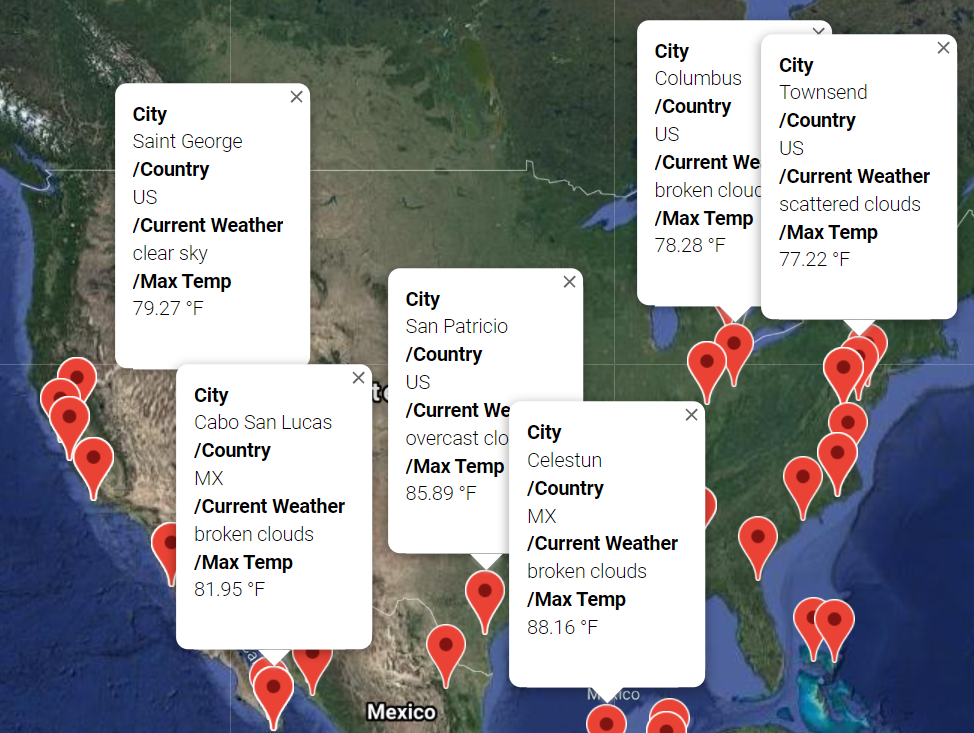 City
Saint George
/Country
US
/Current Weather
clear sky
/Max Temp
79.27 °F
City
Cabo San Lucas
/Country
MX
/Current Weather
broken clouds
/Max Temp
81.95 °F
City
San Patricio
/Country
US
/Current We
overcast clo
/Max Temp
85.89 °F
City
Celestun
/Country
MX
/Current Weather
broken clouds
/Max Temp
88.16 °F
City
Columbus
/Country
US
/Current We
broken cloud
/Max Temp
78.28 °F
City
Townsend
/Country
US
/Current Weather
scattered clouds
/Max Temp
77.22 °F
Mexico